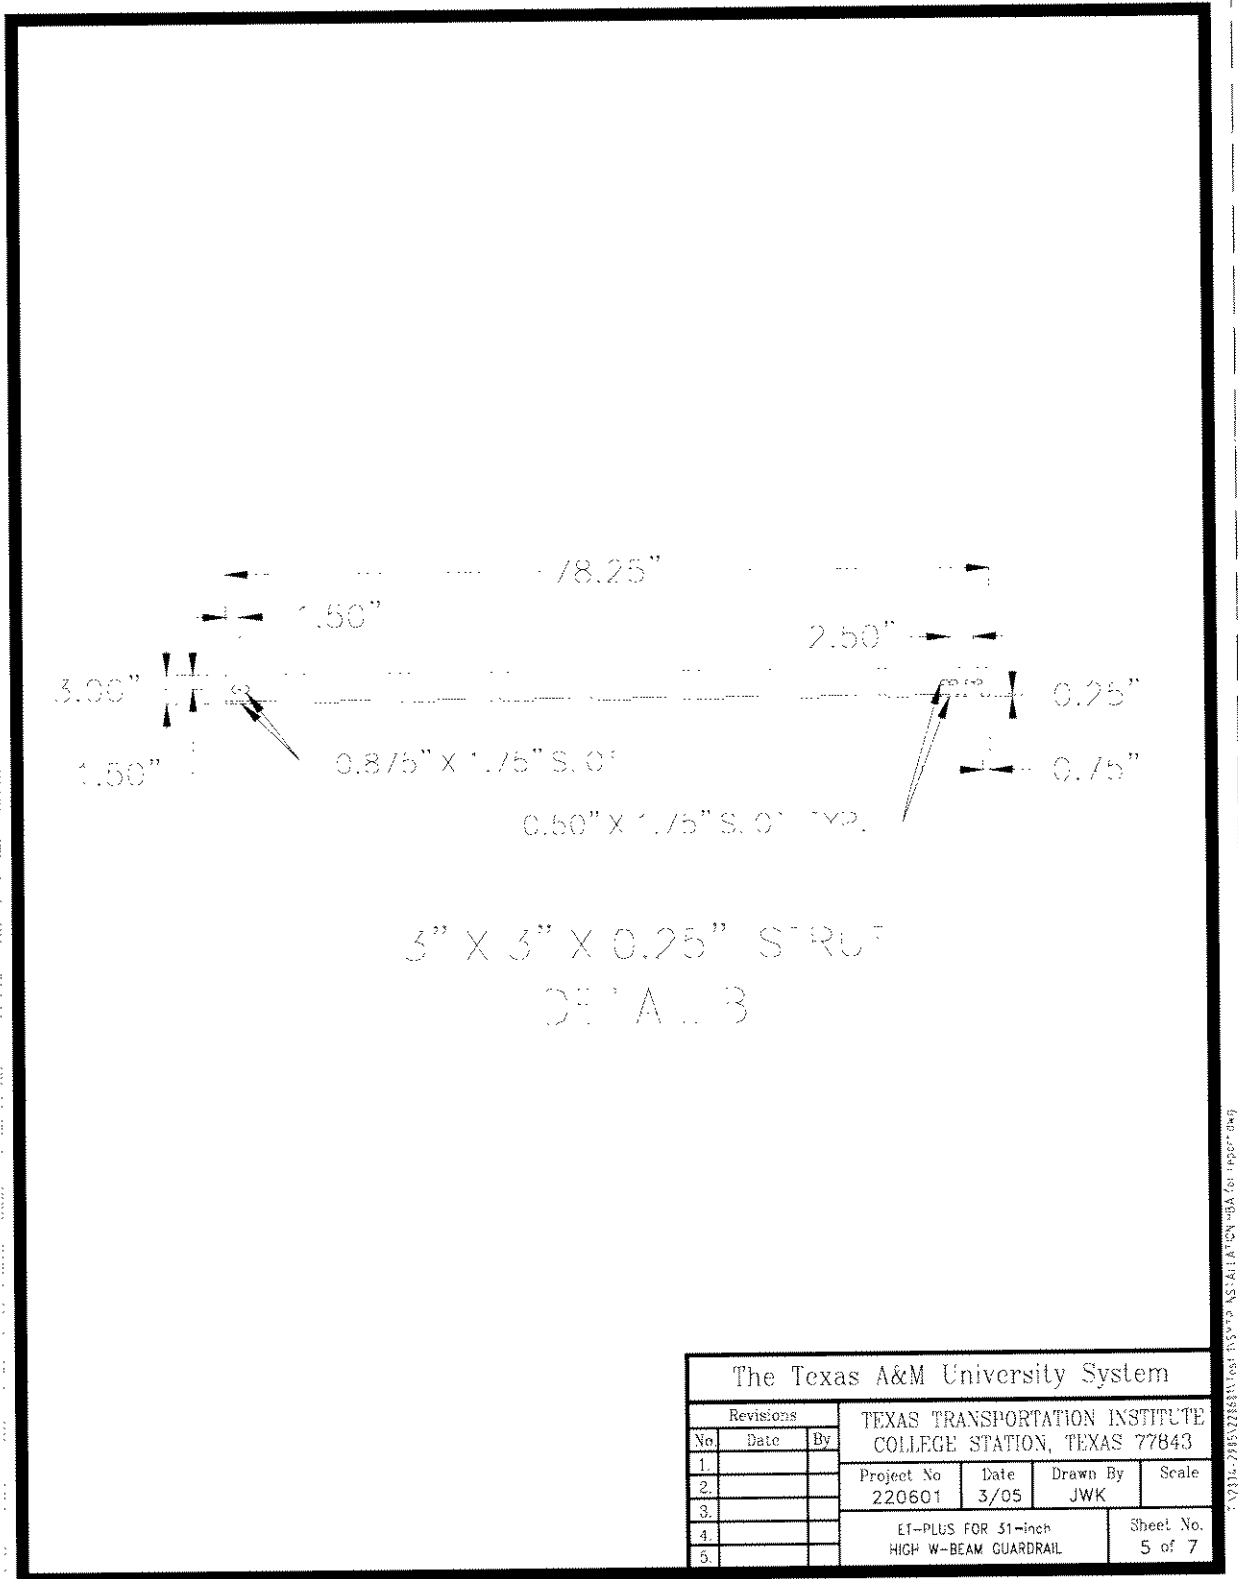 78.25"
1.50"
2.50"
3.00"
0.25"
1.50"
0.875" X 1.75" SLOT
0.75"
0.50" X 1.75" SLOT TYP.
3" X 3" X 0.25" STRUT
DETAIL B
The Texas A&M University System
Revisions
No. Date By
1.
2.
3.
4.
5.
TEXAS TRANSPORTATION INSTITUTE
COLLEGE STATION, TEXAS 77843
Project No Date Drawn By Scale
220601 3/05 JWK
ET-PLUS FOR 31-inch
HIGH W-BEAM GUARDRAIL
Sheet No.
5 of 7